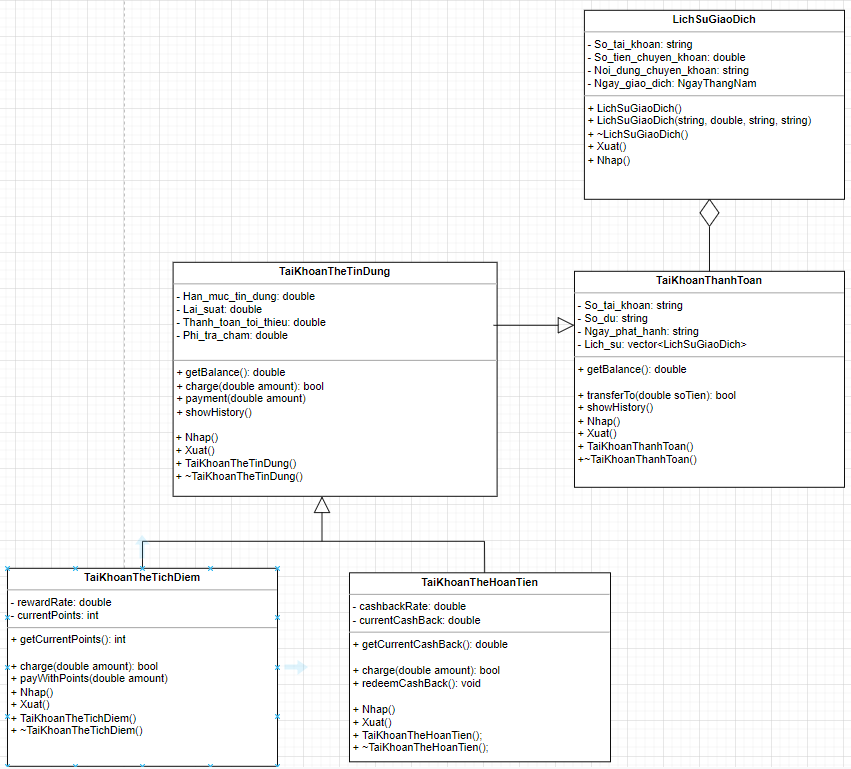 LichSuGiaoDich
- So_tai_khoan: string
- So_tien_chuyen_khoan: double
- Noi_dung_chuyen_khoan: string
- Ngay_giao_dich: NgayThangNam
+ LichSuGiaoDich()
+ LichSuGiaoDich(string, double, string, string)
+ ~LichSuGiaoDich()
+ Xuat()
+ Nhap()
TaiKhoanTheTinDung
- Han_muc_tin_dung: double
- Lai_suat: double
- Thanh_toan_toi_thieu: double
- Phi_tra_cham: double
+ getBalance(): double
+ charge(double amount): bool
+ payment(double amount)
+ showHistory()
+ Nhap()
+ Xuat()
+ TaiKhoanTheTinDung()
+ ~TaiKhoanTheTinDung()
TaiKhoanThanhToan
- So_tai_khoan: string
- So_du: string
- Ngay_phat_hanh: string
- Lich_su: vector<LichSuGiaoDich>
+ getBalance(): double
+ transferTo(double soTien): bool
+ showHistory()
+ Nhap()
+ Xuat()
+ TaiKhoanThanhToan()
+~TaiKhoanThanhToan()
TaiKhoanTheTichDiem
- rewardRate: double
- currentPoints: int
+ getCurrentPoints(): int
+ charge(double amount): bool
+ payWithPoints(double amount)
+ Nhap()
+ Xuat()
+ TaiKhoanTheTichDiem()
+ ~TaiKhoanTheTichDiem()
TaiKhoanTheHoanTien
- cashbackRate: double
- currentCashBack: double
+ getCurrentCashBack(): double
+ charge(double amount): bool
+ redeemCashBack(): void
+ Nhap()
+ Xuat()
+ TaiKhoanTheHoanTien();
+ ~TaiKhoanTheHoanTien();